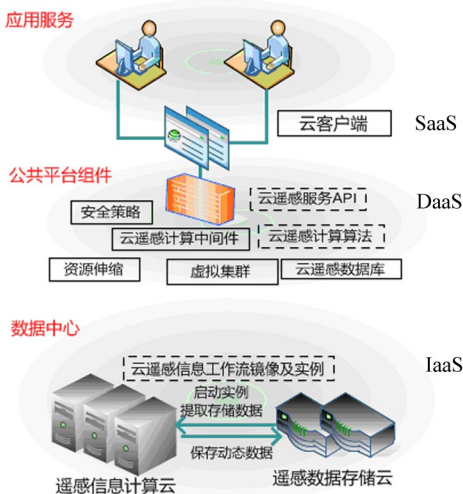 应用服务
云客户端
SaaS
公共平台组件
云遥感服务API
DaaS
安全策略
云遥感计算中间件
云遥感计算算法
资源伸缩
虚拟集群
云遥感数据库
数据中心
IaaS
云遥感信息工作流镜像及实例
启动实例
提取存储数据
保存动态数据
遥感信息计算云
遥感数据存储云